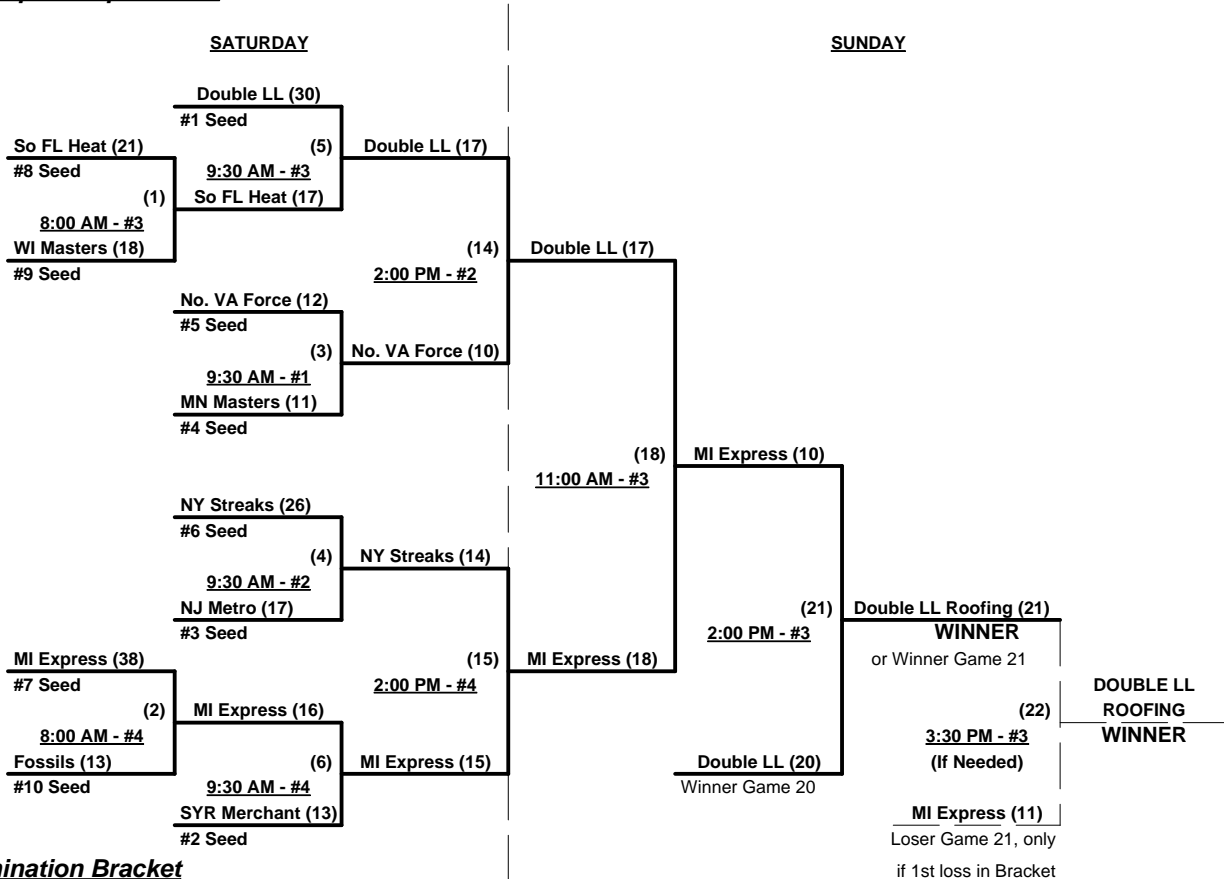 SATURDAY
SUNDAY
Double LL (30)
#1 Seed
So FL Heat (21)
(5)
Double LL (17)
#8 Seed
9:30 AM - #3
(1)
So FL Heat (17)
8:00 AM - #3
WI Masters (18)
(14)
Double LL (17)
#9 Seed
2:00 PM - #2
No. VA Force (12)
#5 Seed
(3)
No. VA Force (10)
9:30 AM - #1
MN Masters (11)
#4 Seed
(18)
MI Express (10)
11:00 AM - #3
NY Streaks (26)
#6 Seed
(4)
NY Streaks (14)
9:30 AM - #2
NJ Metro (17)
(21)
Double LL Roofing (21)
#3 Seed
2:00 PM - #3
WINNER
MI Express (38)
(15)
MI Express (18)
or Winner Game 21
#7 Seed
2:00 PM - #4
DOUBLE LL
(2)
MI Express (16)
(22)
ROOFING
8:00 AM - #4
3:30 PM - #3
WINNER
Fossils (13)
(6)
MI Express (15)
Double LL (20)
(If Needed)
#10 Seed
9:30 AM - #4
Winner Game 20
SYR Merchant (13)
MI Express (11)
#2 Seed
Loser Game 21, only
mination Bracket
if 1st loss in Bracket